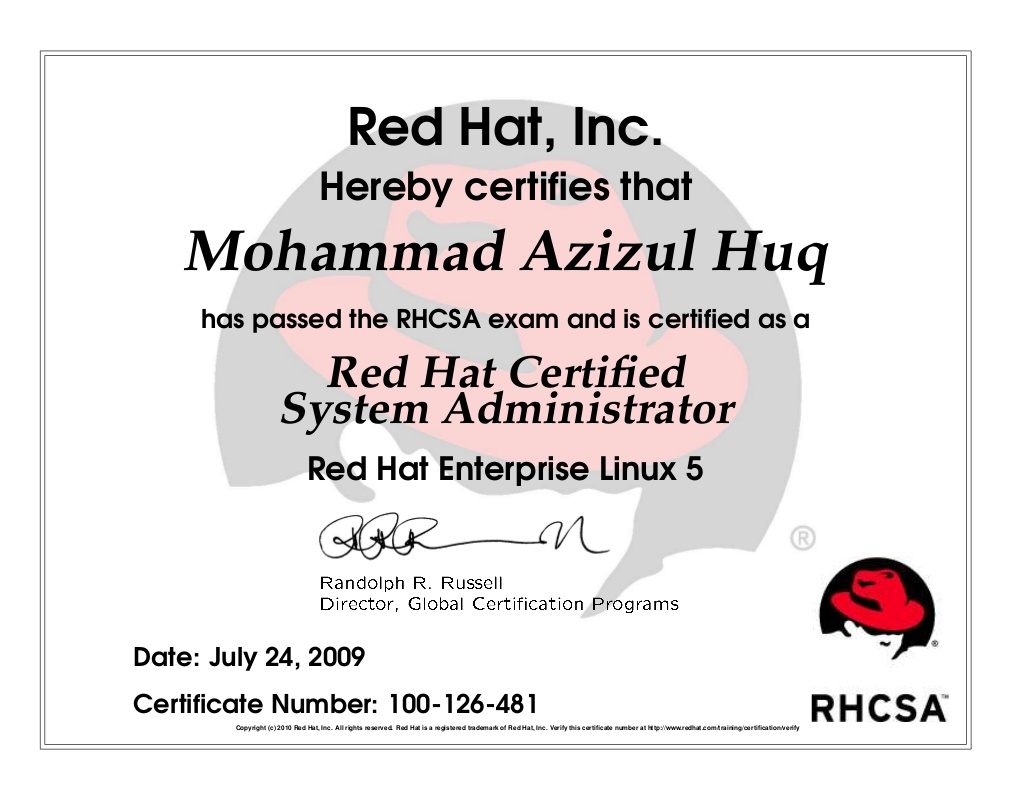 Red Hat, Inc.
Hereby certifies that
Mohammad Azizul Huq
has passed the RHCSA exam and is certified as a
Red Hat Certified
System Administrator
Red Hat Enterprise Linux 5
®
Randolph R. Russell
Director, Global Certification Programs
®
Date: July 24, 2009
Certificate Number: 100-126-481
RHCSA™
Copyright (c) 2010 Red Hat, Inc. All rights reserved. Red Hat is a registered trademark of Red Hat, Inc. Verify this certificate number at http://www.redhat.com/training/certification/verify